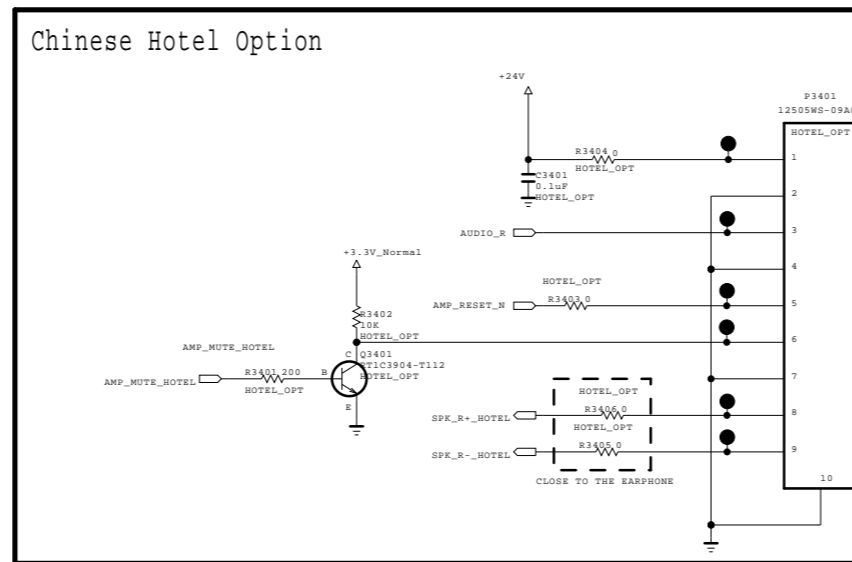 Chinese Hotel Option
+24V
P3401
12505WS-09A
HOTEL_OPT
R3404 0
HOTEL_OPT
1
C3401
0.1uF
HOTEL_OPT
2
AUDIO_R
3
+3.3V_Normal
4
HOTEL_OPT
AMP_RESET_N
R3403 0
5
R3402
10K
HOTEL_OPT
6
AMP_MUTE_HOTEL
C
Q3401
RT1C3904-T112
HOTEL_OPT
AMP_MUTE_HOTEL
R3401 200
HOTEL_OPT
B
E
7
HOTEL_OPT
SPK_R+_HOTEL
R3406 0
8
HOTEL_OPT
SPK_R-_HOTEL
R3405 0
9
CLOSE TO THE EARPHONE
10